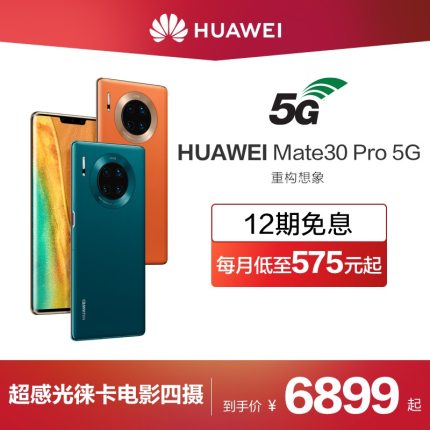 HUAWEI
5G
HUAWEI Mate30 Pro 5G
重构想象
12期免息
每月低至575元起
HUAWEI
超感光徕卡电影四摄
到手价 ¥ 6899 起